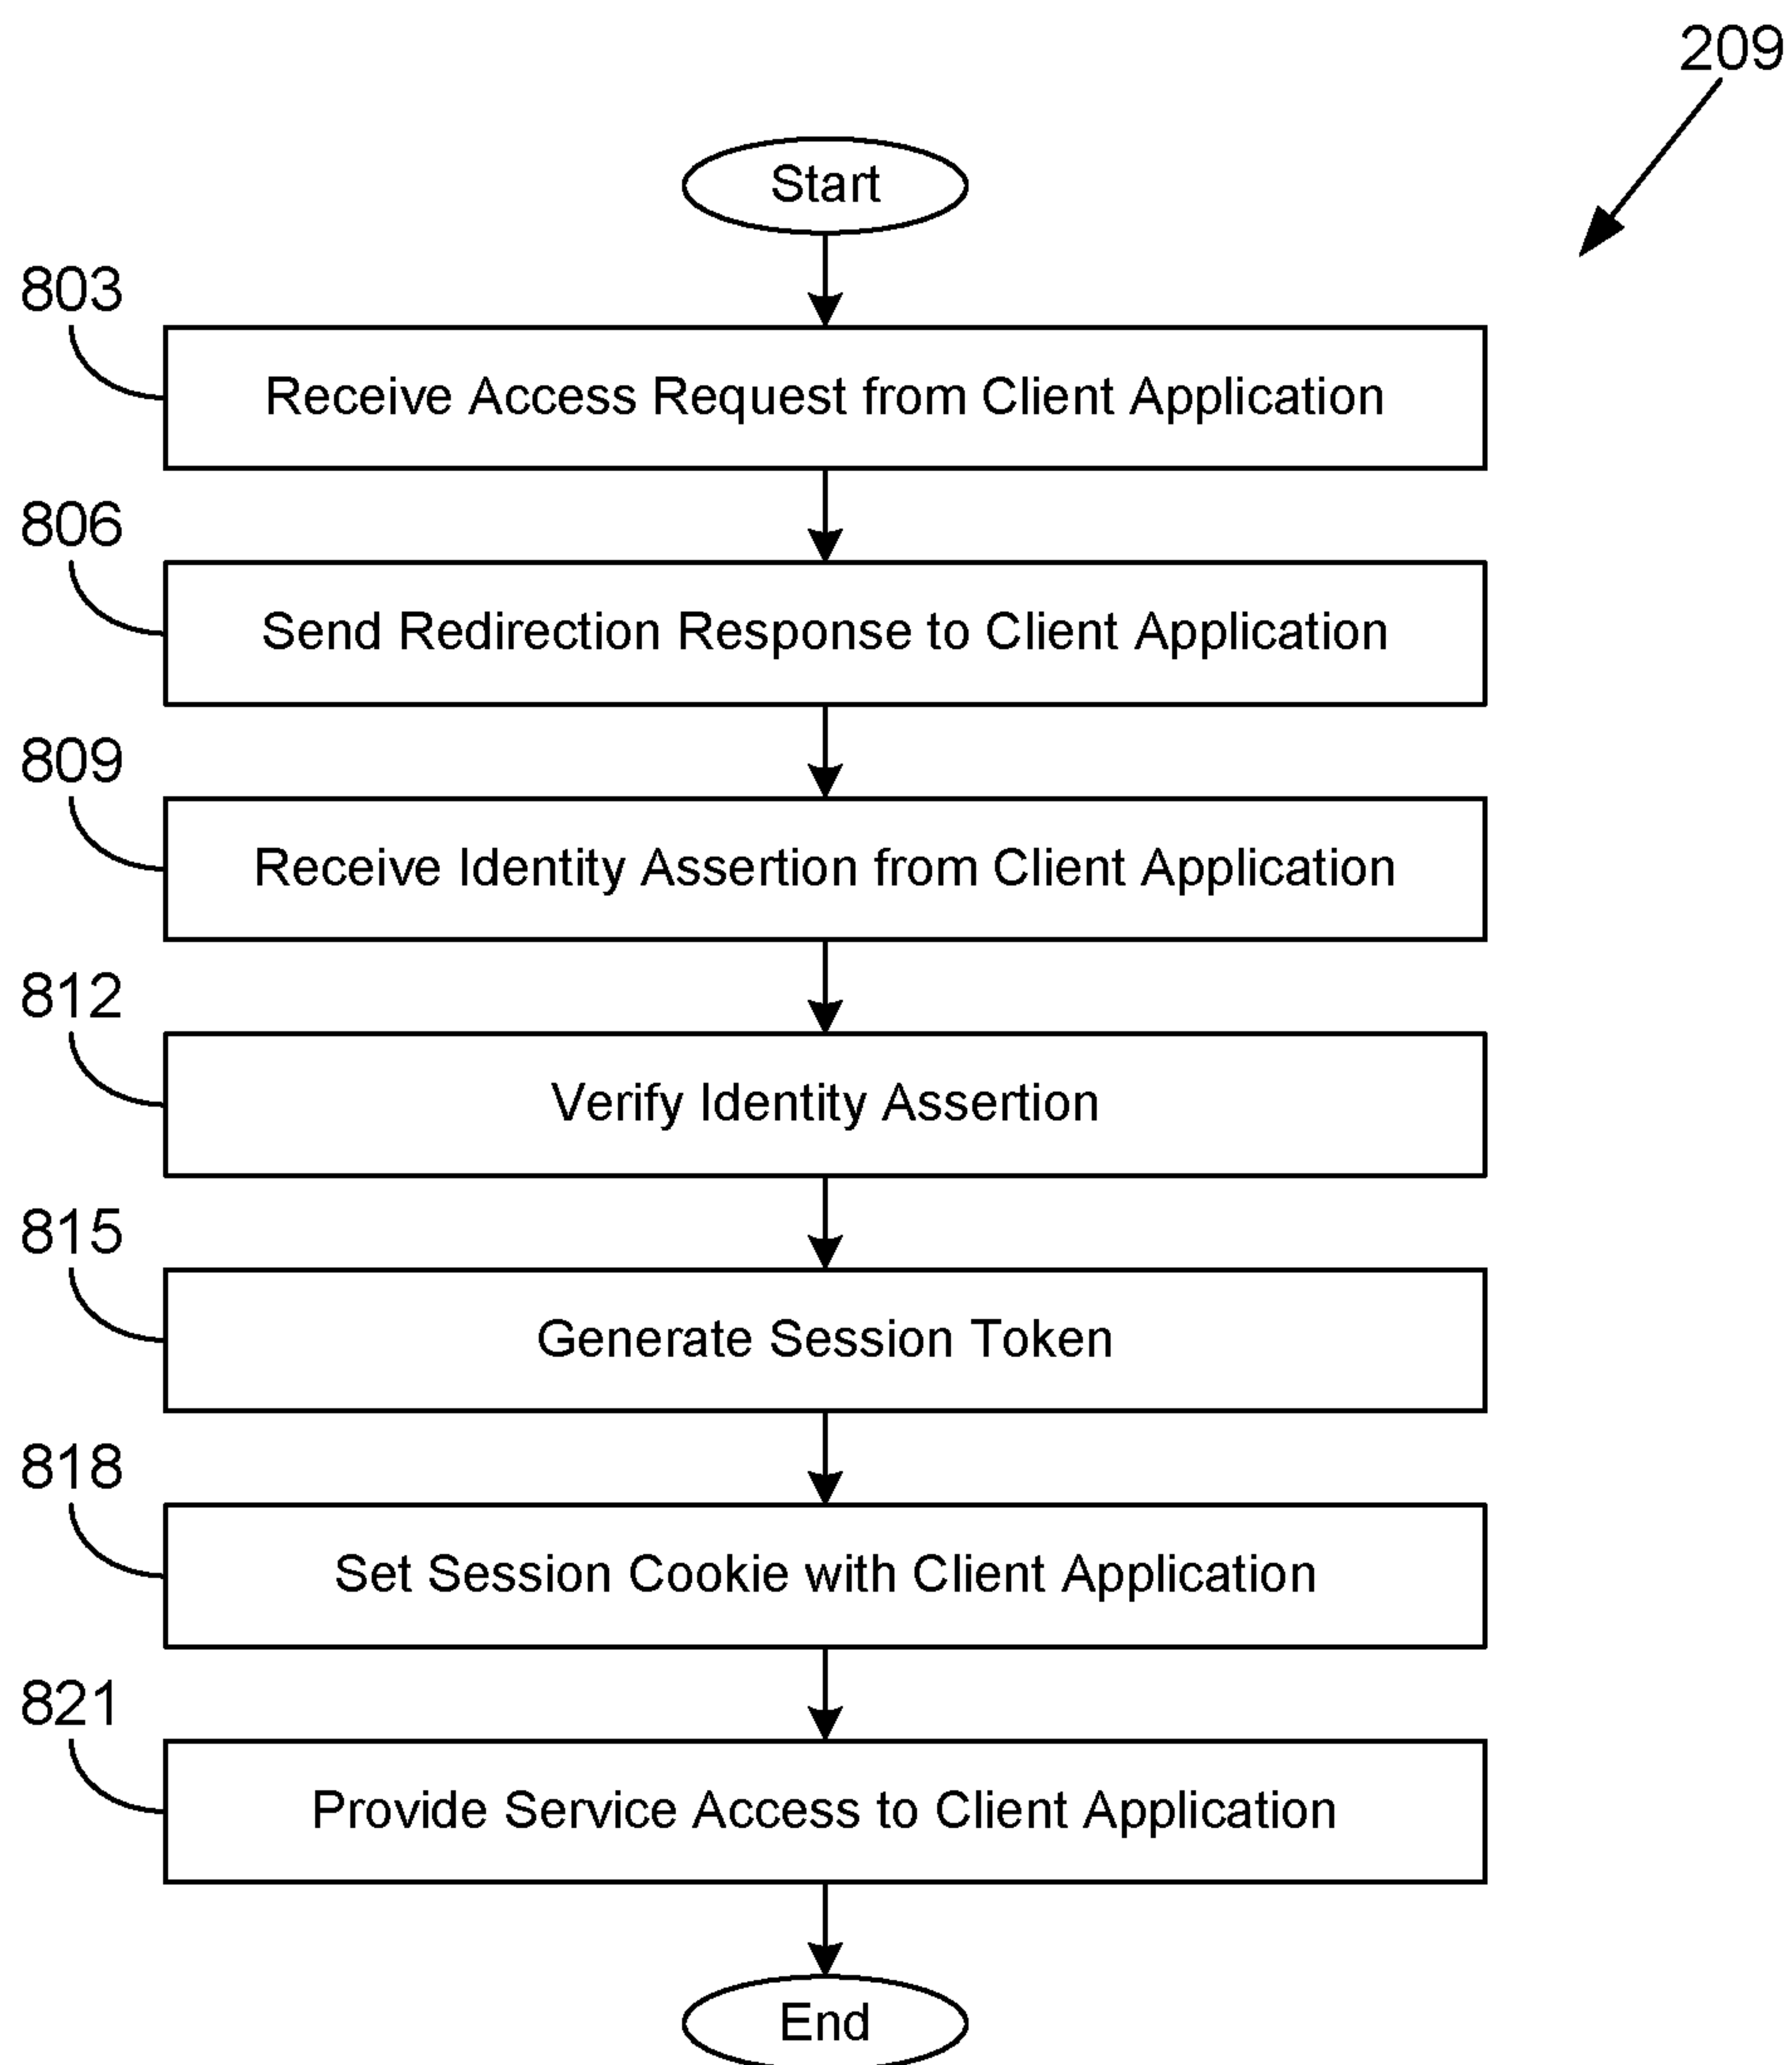 209
Start
803
Receive Access Request from Client Application
806
Send Redirection Response to Client Application
809
Receive Identity Assertion from Client Application
812
Verify Identity Assertion
815
Generate Session Token
818
Set Session Cookie with Client Application
821
Provide Service Access to Client Application
End